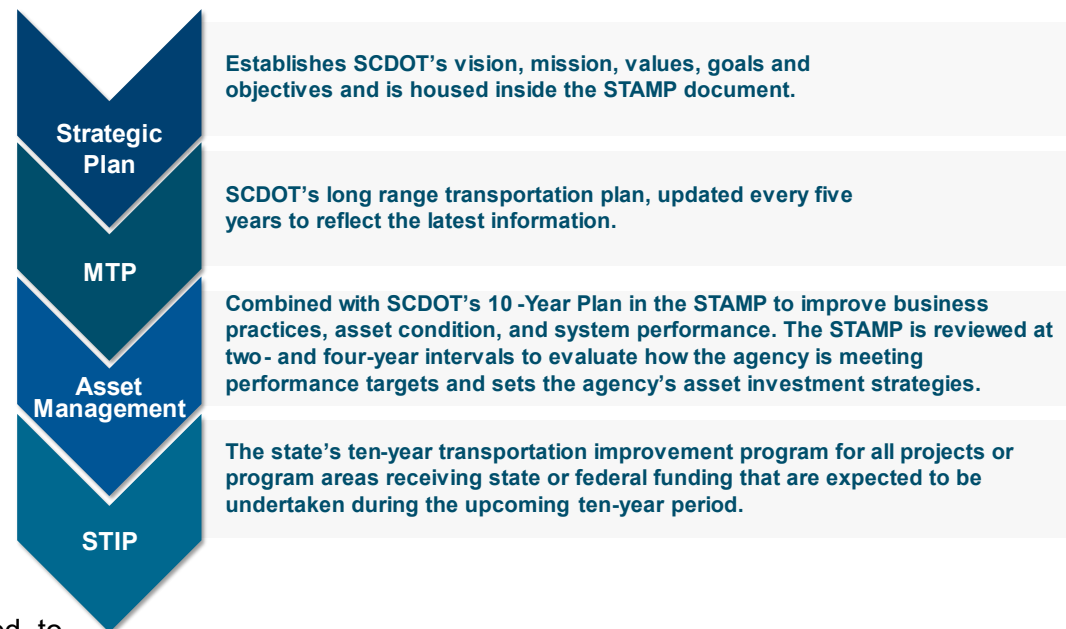 Strategic
Plan
Establishes SCDOT's vision, mission, values, goals and
objectives and is housed inside the STAMP document.
MTP
SCDOT's long range transportation plan, updated every five
years to reflect the latest information.
Asset
Management
Combined with SCDOT's 10 -Year Plan in the STAMP to improve business
practices, asset condition, and system performance. The STAMP is reviewed at
two- and four-year intervals to evaluate how the agency is meeting
performance targets and sets the agency's asset investment strategies.
STIP
The state's ten-year transportation improvement program for all projects or
program areas receiving state or federal funding that are expected to be
undertaken during the upcoming ten-year period.
to